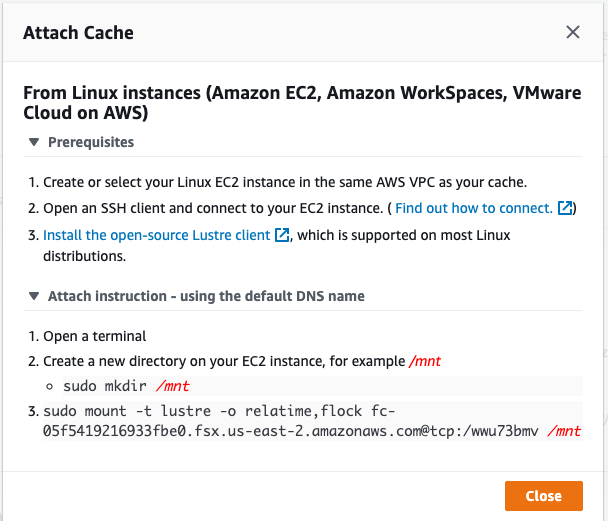 Attach Cache
From Linux instances (Amazon EC2, Amazon WorkSpaces, VMware
Cloud on AWS)
Prerequisites
1. Create or select your Linux EC2 instance in the same AWS VPC as your cache.
2. Open an SSH client and connect to your EC2 instance. ( Find out how to connect. )
3. Install the open-source Lustre client , which is supported on most Linux
distributions.
Attach instruction - using the default DNS name
1. Open a terminal
2. Create a new directory on your EC2 instance, for example /mnt
sudo mkdir /mnt
3. sudo mount -t lustre -o relatime,flock fc-
05f5419216933fbe0.fsx.us-east-2.amazonaws.com@tcp:/wwu73bmv /mnt
Close